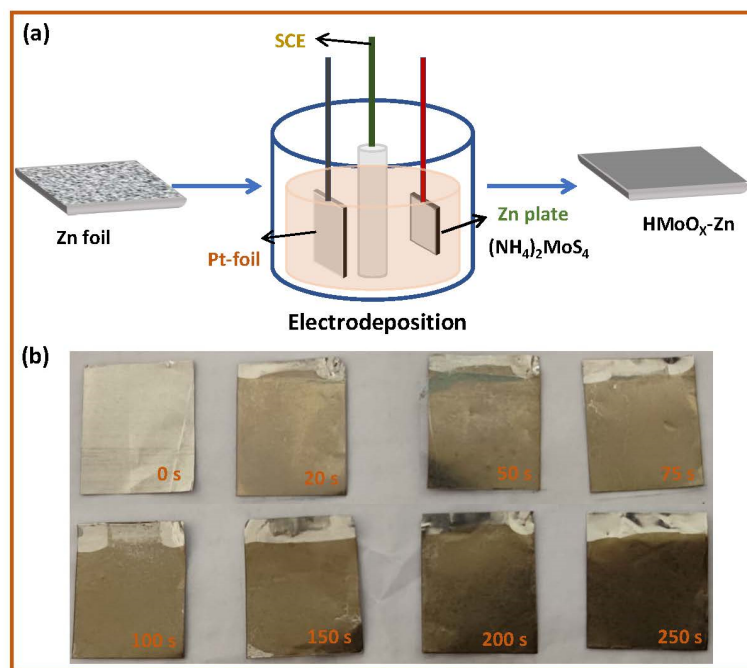 (a)
SCE
Zn foil
Pt-foil
Zn plate
(NH₄)₂MoS₄
HMoOₓ-Zn
Electrodeposition
(b)
0 s
20 s
50 s
75 s
100 s
150 s
200 s
250 s